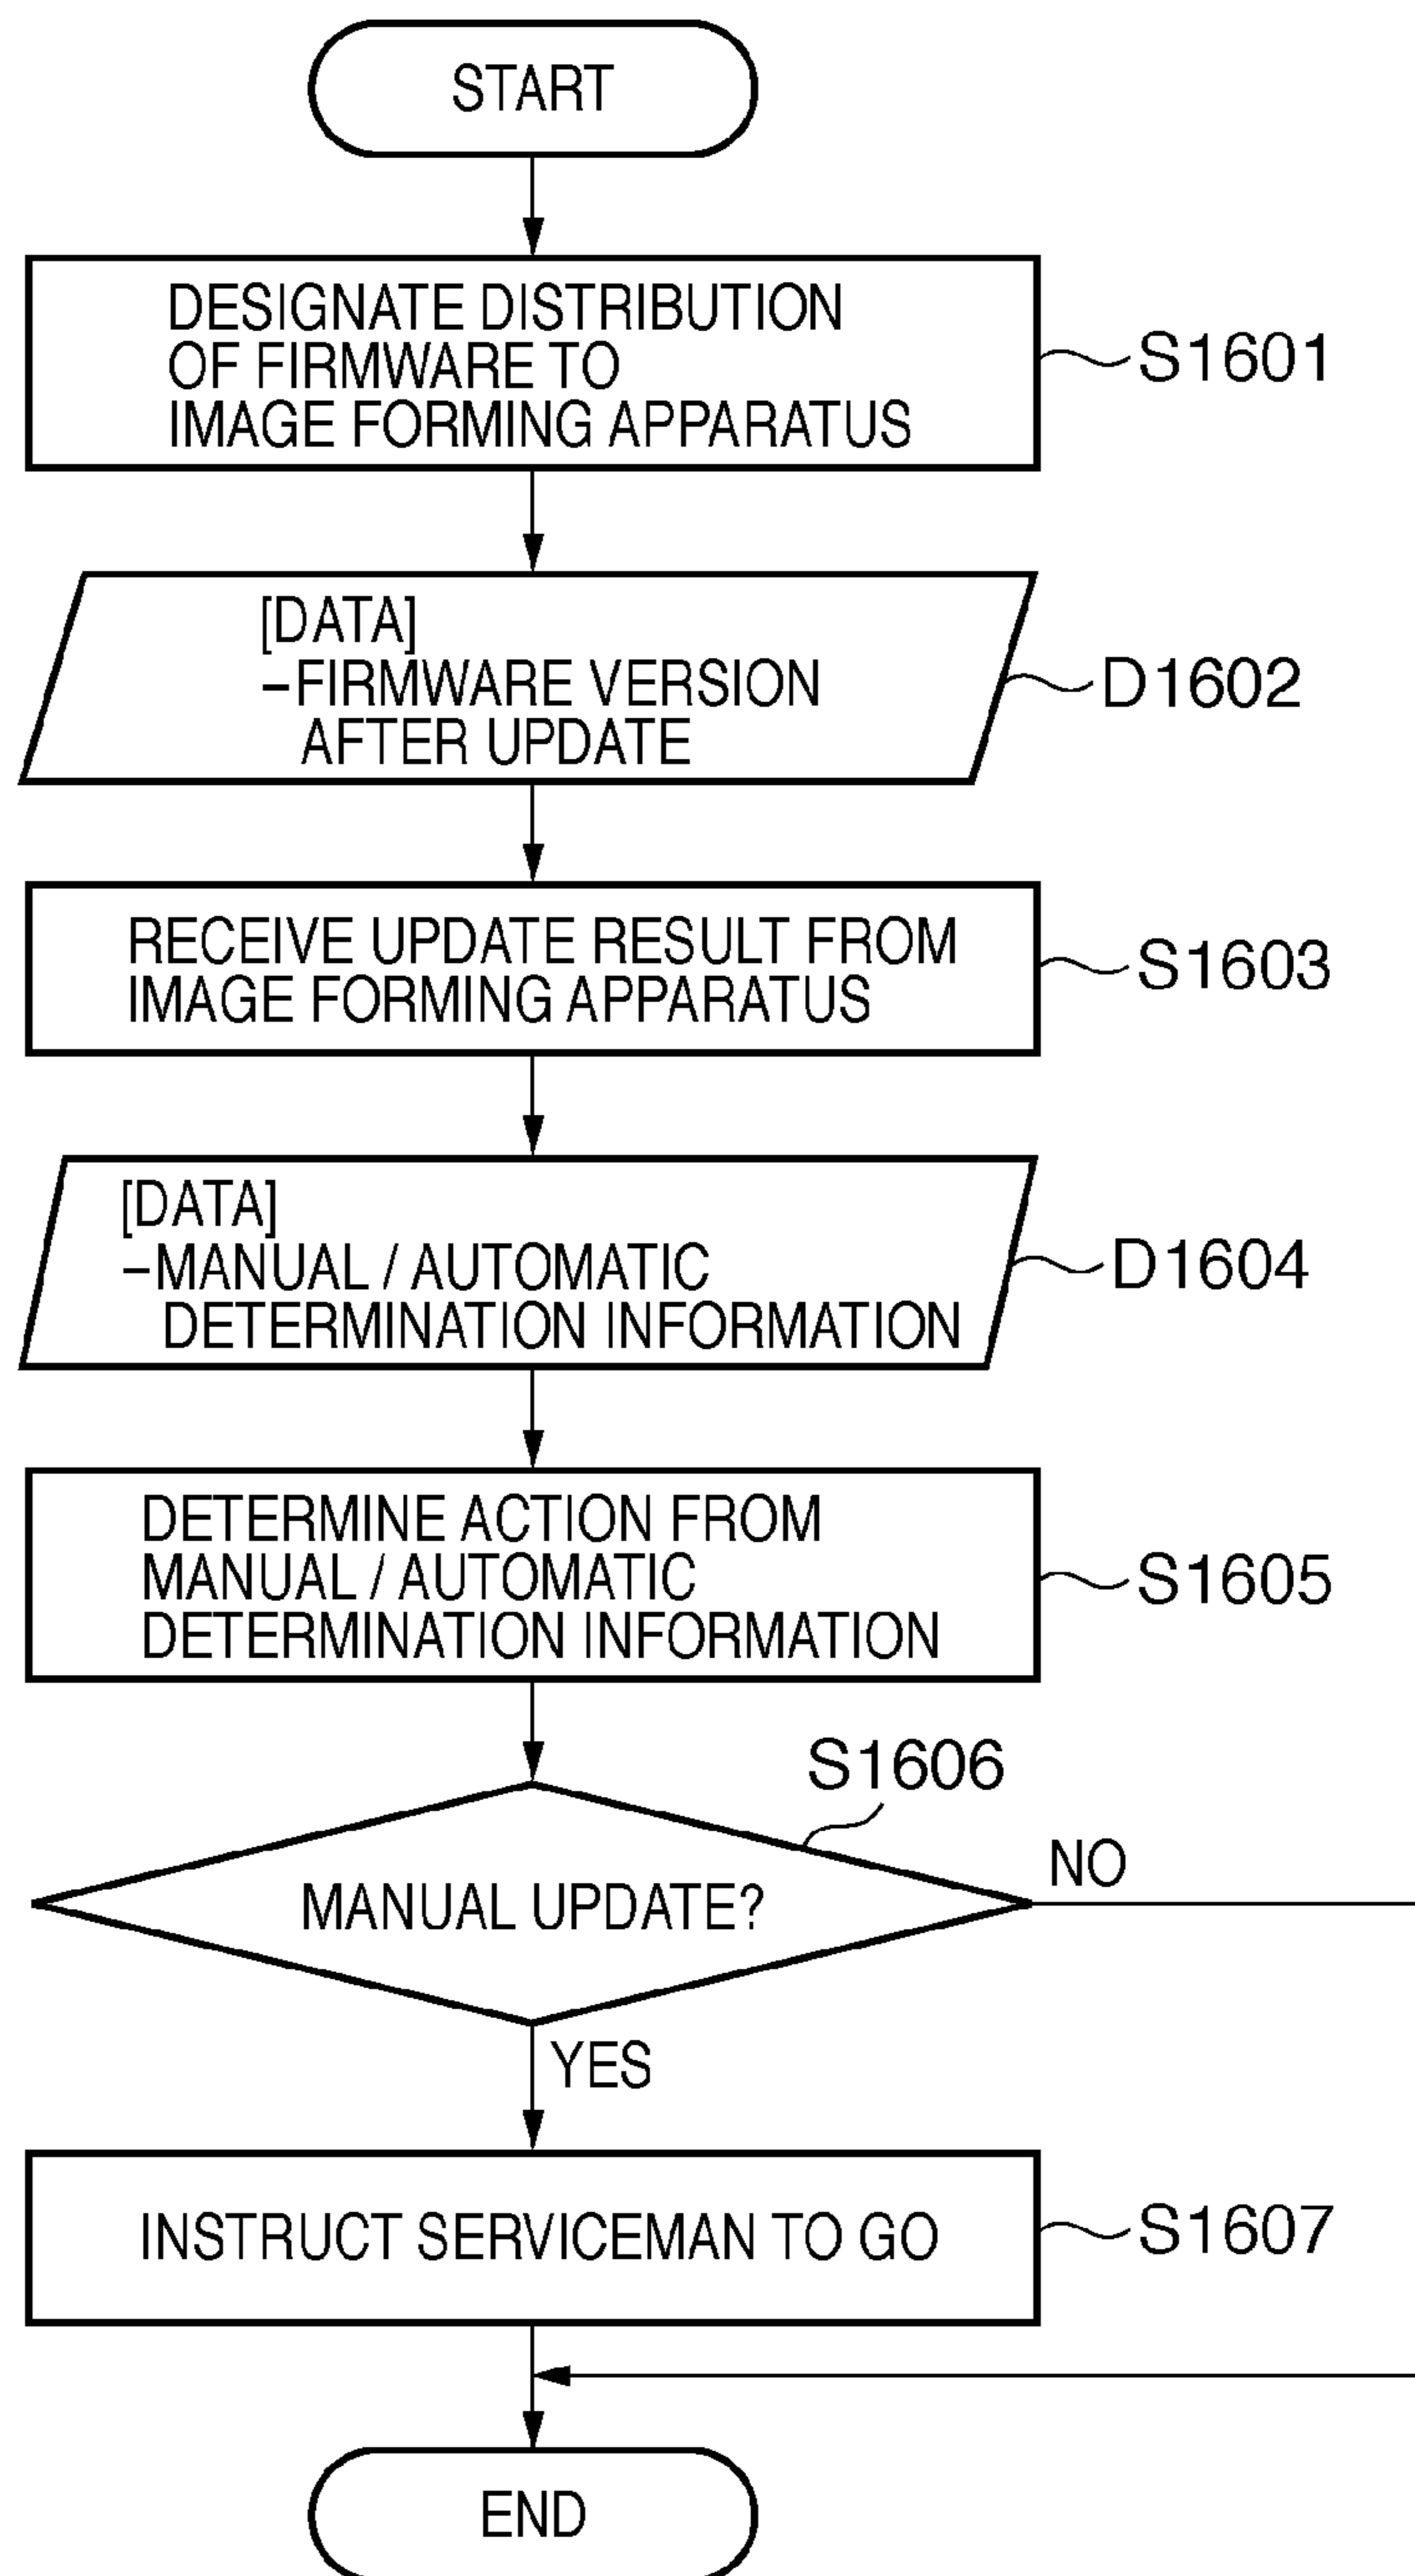 START
DESIGNATE DISTRIBUTION
OF FIRMWARE TO
IMAGE FORMING APPARATUS
S1601
[DATA]
-FIRMWARE VERSION
AFTER UPDATE
D1602
RECEIVE UPDATE RESULT FROM
IMAGE FORMING APPARATUS
S1603
[DATA]
-MANUAL / AUTOMATIC
DETERMINATION INFORMATION
D1604
DETERMINE ACTION FROM
MANUAL / AUTOMATIC
DETERMINATION INFORMATION
S1605
S1606
MANUAL UPDATE?
NO
YES
INSTRUCT SERVICEMAN TO GO
S1607
END